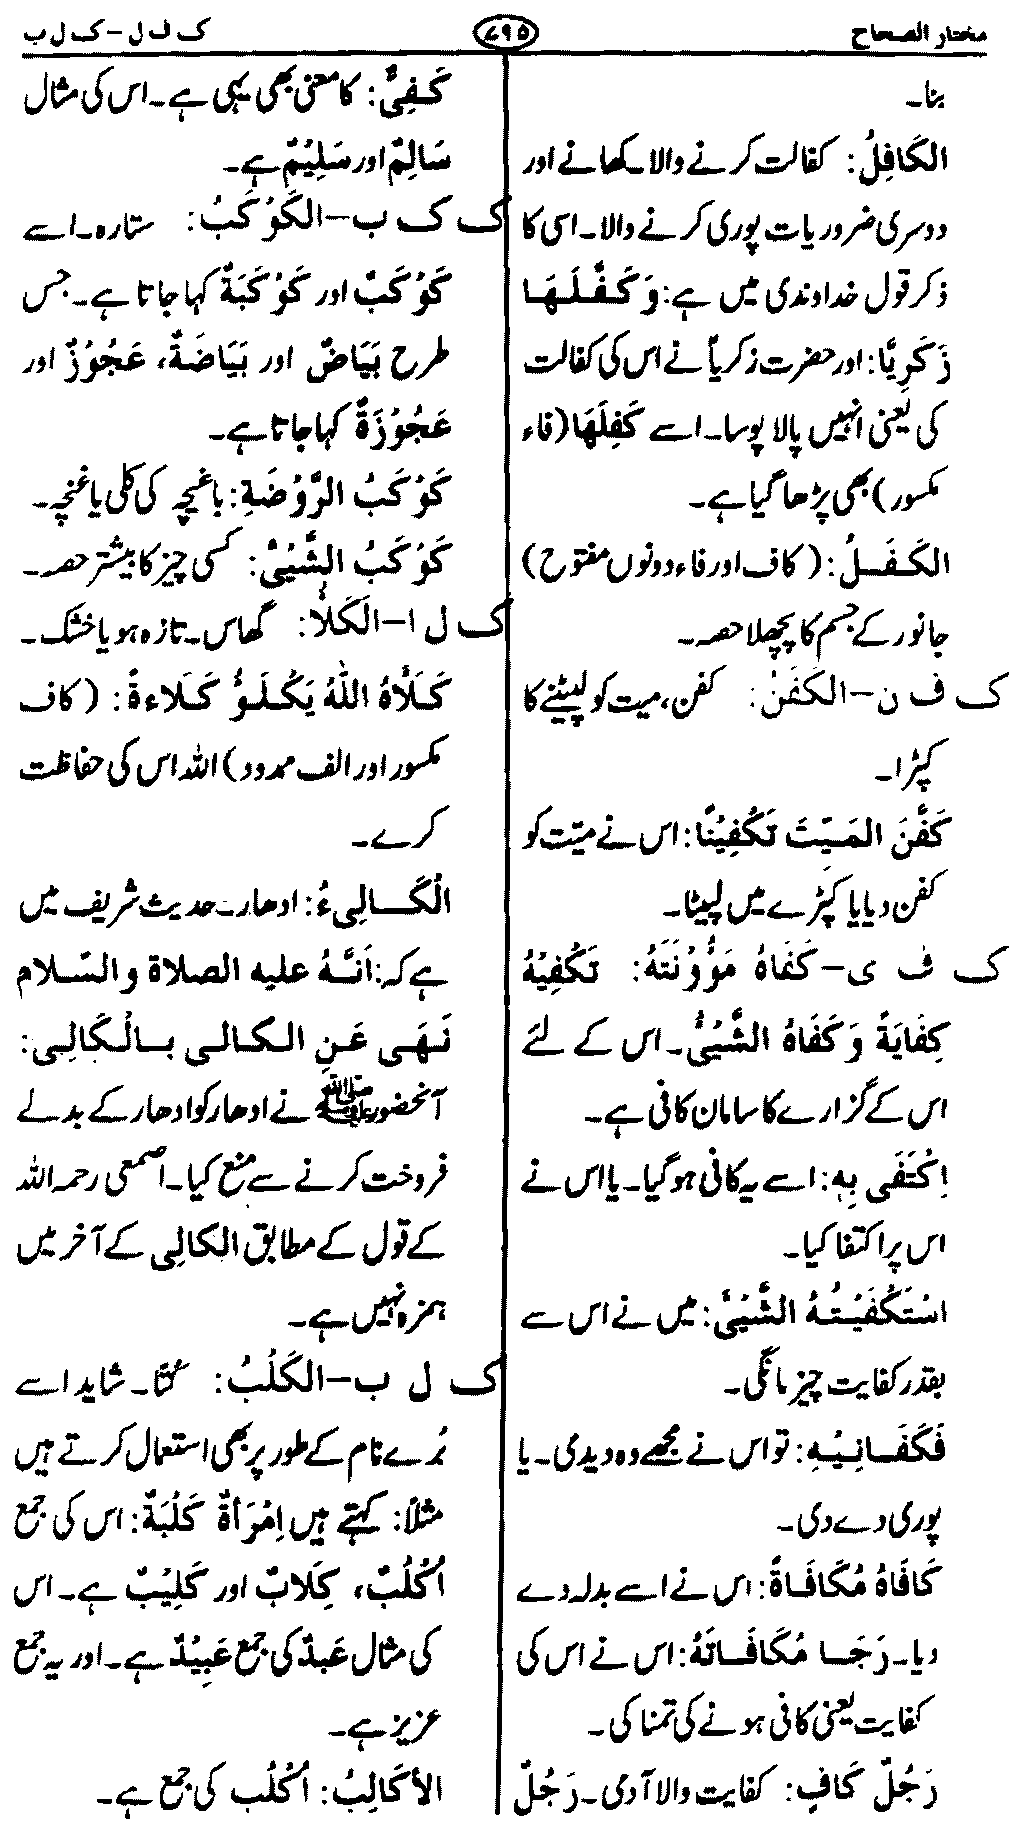 مختار الصحاح
۷۹۵
ک ف ل - ک ل ب
بنا۔
الکَافِلُ: کفالت کرنے والا کھانے اور
دوسری ضروریات پوری کرنے والا۔ اسی کا
ذکر قول خداوندی میں ہے: وَ کَفَّلَهَا
زَکَرِیَّا: اور حضرت زکریاؑ نے اس کی کفالت
کی یعنی انہیں پالا پوسا۔ اسے کَفِلَهَا (فاء
مکسور) بھی پڑھا گیا ہے۔
الکَفَلُ: (کاف اور فاء دونوں مفتوح)
جانور کے جسم کا پچھلا حصہ۔
ک ف ن - الکَفَنُ: کفن، میت کو لپیٹنے کا
کپڑا۔
کَفَّنَ المَیِّتَ تَکْفِیْنًا: اس نے میّت کو
کفن دیا یا کپڑے میں لپیٹا۔
ک ف ی - کَفَاهُ مَؤُوْنَتَهُ: تَکْفِیْهُ
کِفَایَةً وَ کَفَاهُ الشَّیْئُ۔ اس کے لئے
اس کے گزارے کا سامان کافی ہے۔
اِکْتَفَی بِهِ: اسے یہ کافی ہوگیا۔ یا اس نے
اس پر اکتفا کیا۔
اسْتَکْفَیْتُهُ الشَّیْئَ: میں نے اس سے
بقدر کفایت چیز مانگی۔
فَکَفَانِیْهِ: تو اس نے مجھے وہ دیدی۔ یا
پوری دے دی۔
کَافَاهُ مُکَافَاةً: اس نے اسے بدلہ دے
دیا۔ رَجَا مُکَافَاتَهُ: اس نے اس کی
کفایت یعنی کافی ہونے کی تمنا کی۔
رَجُلٌ کَافٍ: کفایت والا آدمی۔ رَجُلٌ
کَفِیٌّ: کا معنی بھی یہی ہے۔ اس کی مثال
سَالِمٌ اور سَلِیْمٌ ہے۔
ک ک ب - الکَوْکَبُ: ستارہ۔ اسے
کَوْکَبٌ اور کَوْکَبَةٌ کہا جاتا ہے۔ جس
طرح بَیَاضٌ اور بَیَاضَةٌ، عَجُوْزٌ اور
عَجُوْزَةٌ کہا جاتا ہے۔
کَوْکَبُ الرَّوْضَةِ: باغیچہ کی کلی یا غنچہ۔
کَوْکَبُ الشَّیْئُ: کسی چیز کا بیشتر حصہ۔
ک ل ا - الکَلَأُ: گھاس۔ تازہ ہو یا خشک۔
کَلَأَهُ اللّٰهُ یَکْلَؤُ کَلَاءةً: (کاف
مکسور اور الف ممدود) اللہ اس کی حفاظت
کرے۔
الْکَالِیءُ: ادھار۔ حدیث شریف میں
ہے کہ: اَنَّهُ علیه الصلاة والسّلام
نَهَی عَنِ الکالی بالْکَالِی:
آنحضور ﷺ نے ادھار کو ادھار کے بدلے
فروخت کرنے سے منع کیا۔ اصمعی رحمہ اللہ
کے قول کے مطابق الکالِی کے آخر میں
ہمزہ نہیں ہے۔
ک ل ب - الکَلْبُ: کُتّا۔ شاید اسے
بُرے نام کے طور پر بھی استعمال کرتے ہیں
مثلاً: کہتے ہیں اِمْرَأةٌ کَلْبَةٌ: اس کی جمع
اَکْلُبٌ، کِلَابٌ اور کَلِیْبٌ ہے۔ اس
کی مثال عَبدٌ کی جمع عَبِیْدٌ ہے۔ اور یہ جمع
عزیز ہے۔
الأکَالِبُ: اَکْلُب کی جمع ہے۔